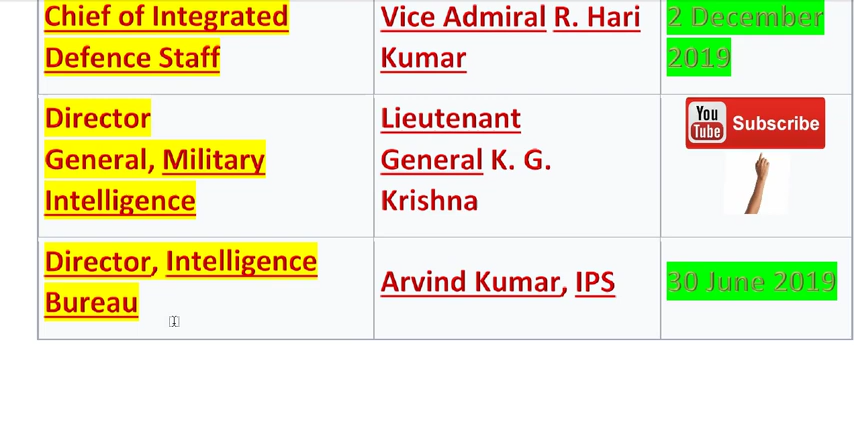 Chief of Integrated
Defence Staff
Vice Admiral R. Hari
Kumar
2 December
2019
Director
General, Military
Intelligence
Lieutenant
General K. G.
Krishna
You
Tube
Subscribe
Director, Intelligence
Bureau
Arvind Kumar, IPS
30 June 2019